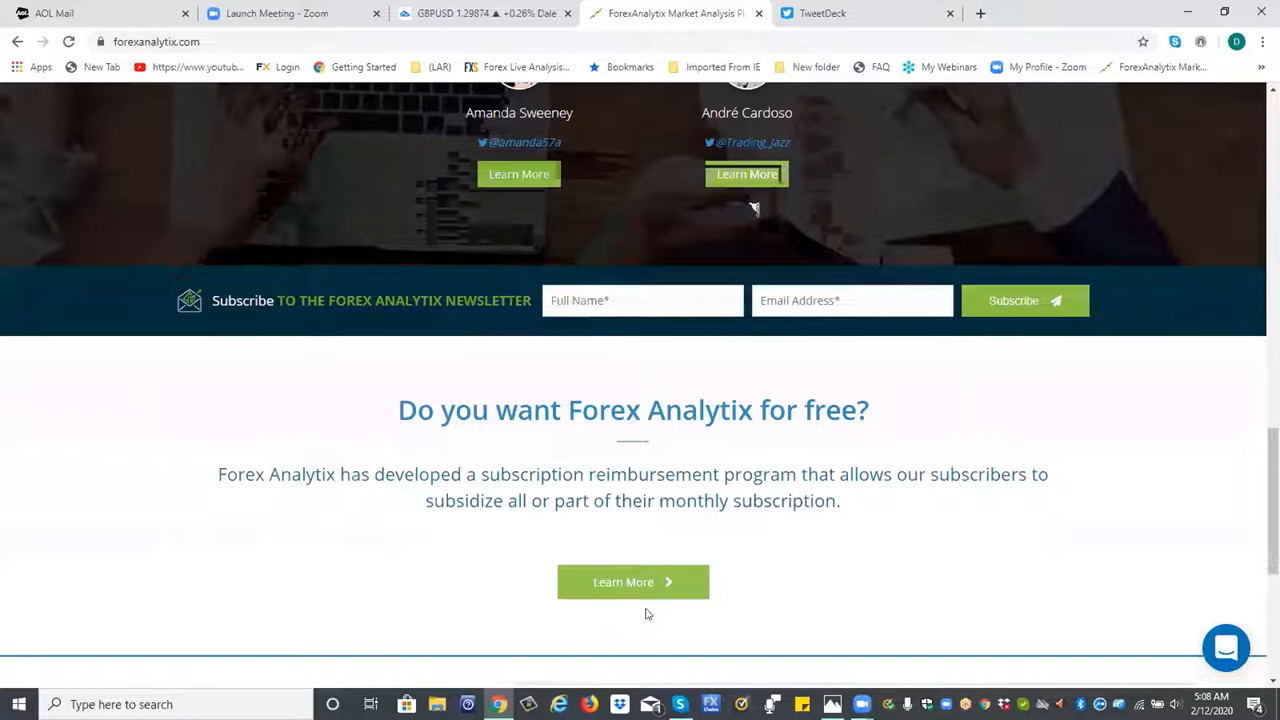 AOL Mail
Launch Meeting - Zoom
GBPUSD 1.29874 ▲ +0.26% Dale
ForexAnalytix Market Analysis Pl
TweetDeck
forexanalytix.com
D
Apps
New Tab
https://www.youtub...
FX Login
Getting Started
(LAR)
FXS Forex Live Analysis...
Bookmarks
Imported From IE
New folder
FAQ
My Webinars
My Profile - Zoom
ForexAnalytix Mark...
Amanda Sweeney
André Cardoso
@amanda57a
@Trading_Jazz
Learn More
Learn More
Subscribe TO THE FOREX ANALYTIX NEWSLETTER
Full Name*
Email Address*
Subscribe
Do you want Forex Analytix for free?
Forex Analytix has developed a subscription reimbursement program that allows our subscribers to
subsidize all or part of their monthly subscription.
Learn More
Type here to search
5:08 AM
2/12/2020